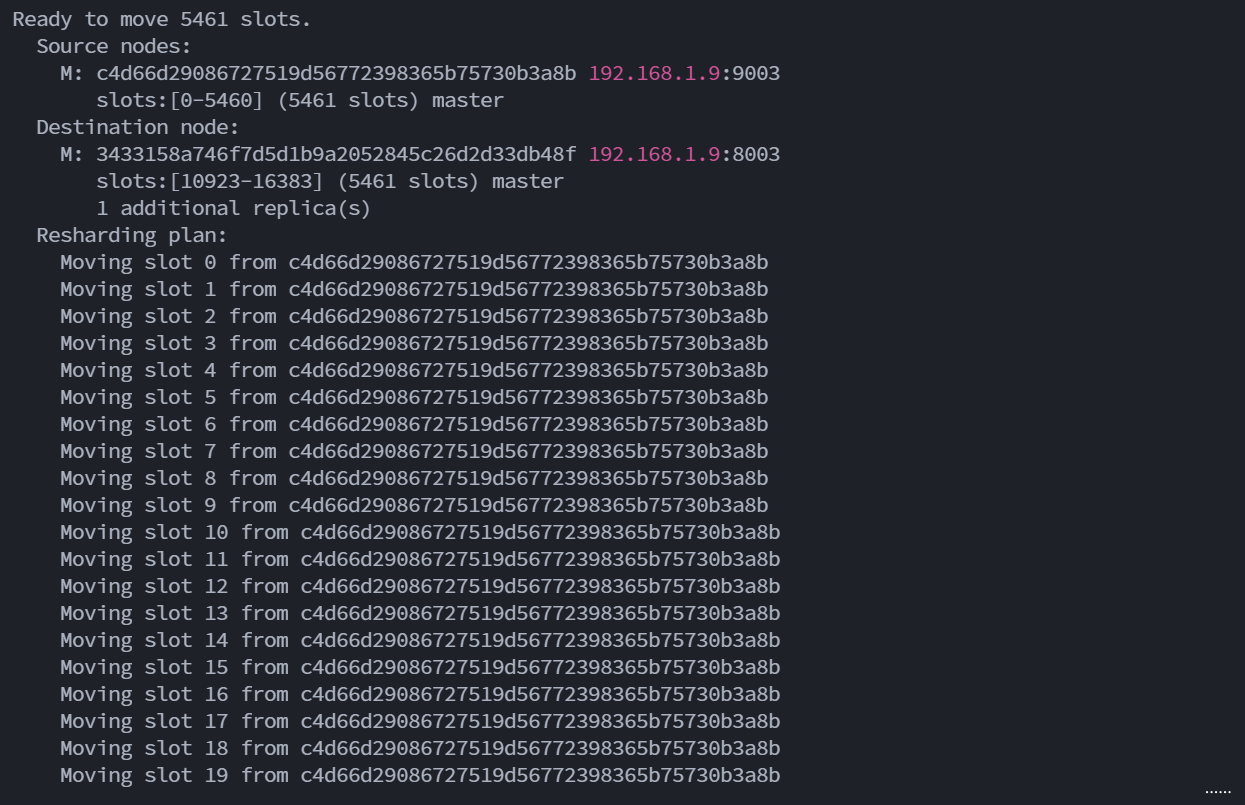 Ready to move 5461 slots.
  Source nodes:
    M: c4d66d29086727519d56772398365b75730b3a8b 192.168.1.9:9003
       slots:[0-5460] (5461 slots) master
  Destination node:
    M: 3433158a746f7d5d1b9a2052845c26d2d33db48f 192.168.1.9:8003
       slots:[10923-16383] (5461 slots) master
       1 additional replica(s)
  Resharding plan:
    Moving slot 0 from c4d66d29086727519d56772398365b75730b3a8b
    Moving slot 1 from c4d66d29086727519d56772398365b75730b3a8b
    Moving slot 2 from c4d66d29086727519d56772398365b75730b3a8b
    Moving slot 3 from c4d66d29086727519d56772398365b75730b3a8b
    Moving slot 4 from c4d66d29086727519d56772398365b75730b3a8b
    Moving slot 5 from c4d66d29086727519d56772398365b75730b3a8b
    Moving slot 6 from c4d66d29086727519d56772398365b75730b3a8b
    Moving slot 7 from c4d66d29086727519d56772398365b75730b3a8b
    Moving slot 8 from c4d66d29086727519d56772398365b75730b3a8b
    Moving slot 9 from c4d66d29086727519d56772398365b75730b3a8b
    Moving slot 10 from c4d66d29086727519d56772398365b75730b3a8b
    Moving slot 11 from c4d66d29086727519d56772398365b75730b3a8b
    Moving slot 12 from c4d66d29086727519d56772398365b75730b3a8b
    Moving slot 13 from c4d66d29086727519d56772398365b75730b3a8b
    Moving slot 14 from c4d66d29086727519d56772398365b75730b3a8b
    Moving slot 15 from c4d66d29086727519d56772398365b75730b3a8b
    Moving slot 16 from c4d66d29086727519d56772398365b75730b3a8b
    Moving slot 17 from c4d66d29086727519d56772398365b75730b3a8b
    Moving slot 18 from c4d66d29086727519d56772398365b75730b3a8b
    Moving slot 19 from c4d66d29086727519d56772398365b75730b3a8b
......